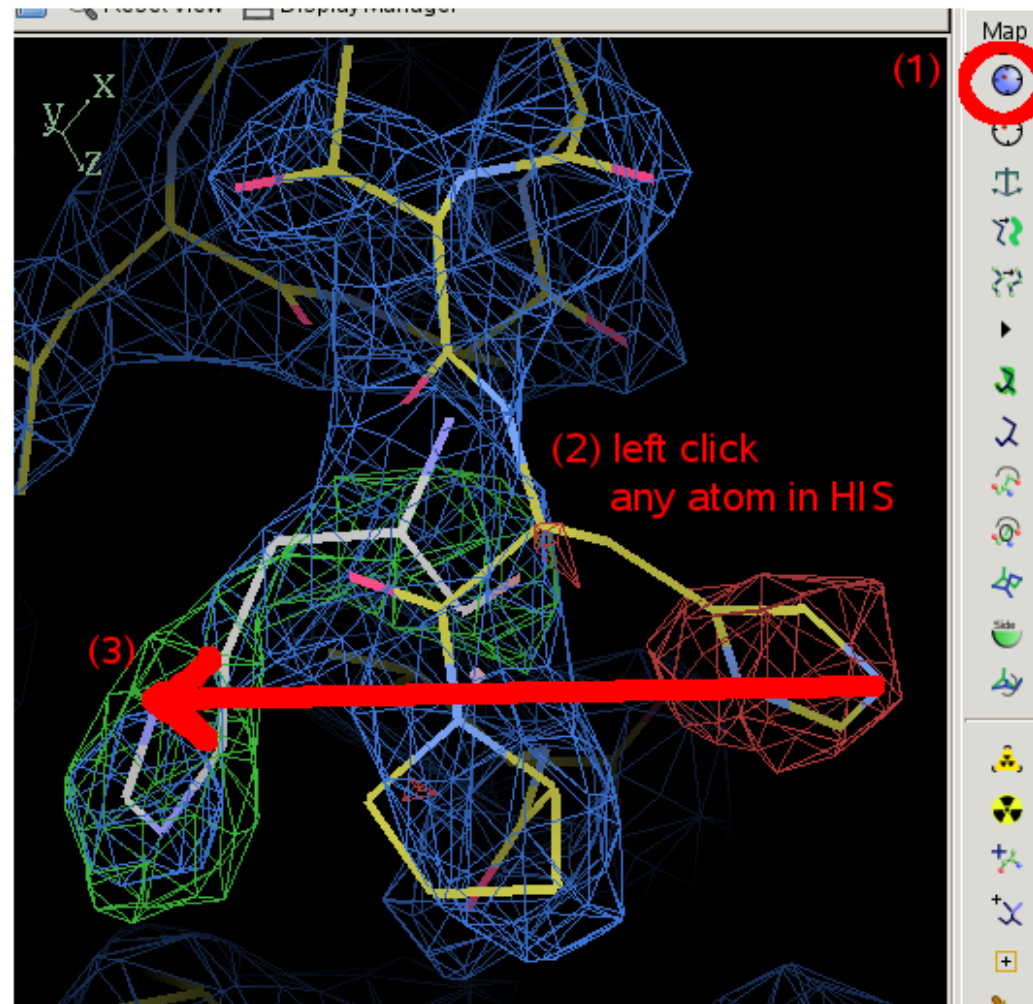 Reset View Display Manager
Map
(1)
x
y
z
(2) left click
any atom in HIS
(3)
Side